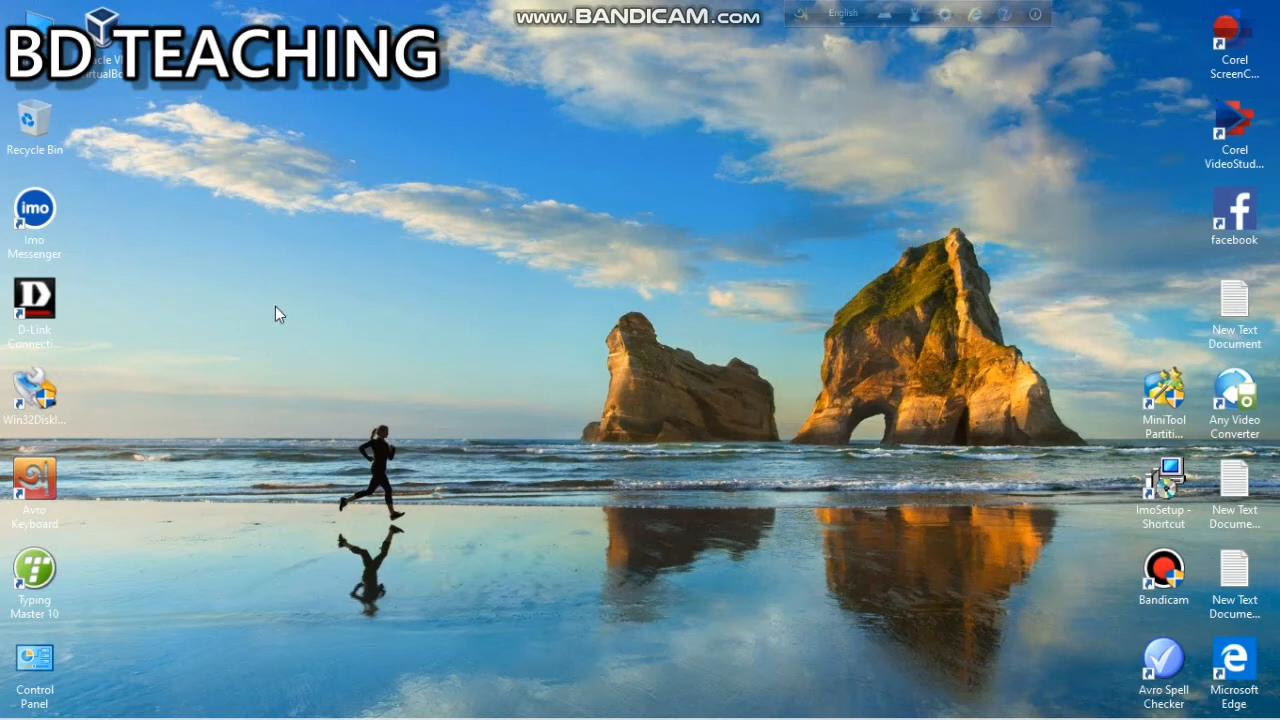 www.BANDICAM.com
English
BD TEACHING
Recycle Bin
imo
Imo
Messenger
D-Link
Connecti...
Win32DiskI...
Avro
Keyboard
Typing
Master 10
Control
Panel
Corel
ScreenC...
Corel
VideoStud...
facebook
New Text
Document
MiniTool
Partiti...
Any Video
Converter
ImoSetup -
Shortcut
New Text
Docume...
Bandicam
New Text
Docume...
Avro Spell
Checker
Microsoft
Edge